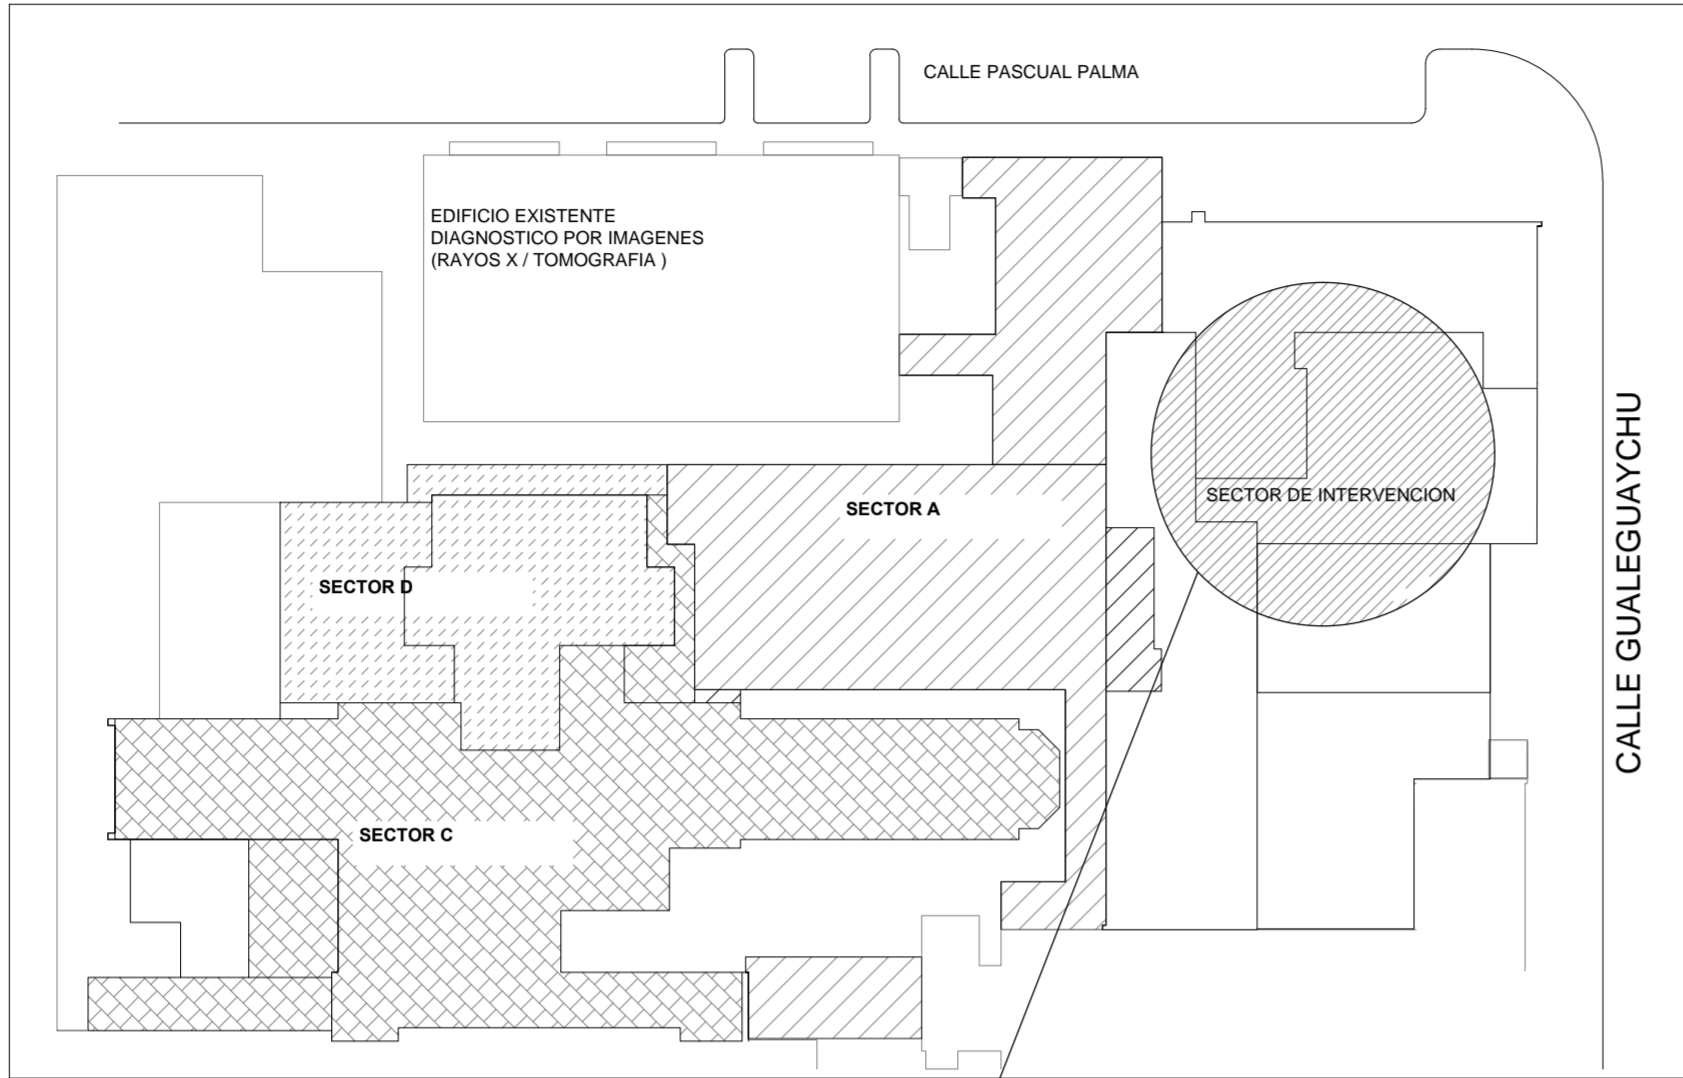 CALLE PASCUAL PALMA
EDIFICIO EXISTENTE
DIAGNOSTICO POR IMAGENES
(RAYOS X / TOMOGRAFIA )
SECTOR A
SECTOR DE INTERVENCION
SECTOR D
SECTOR C
CALLE GUALEGUAYCHU